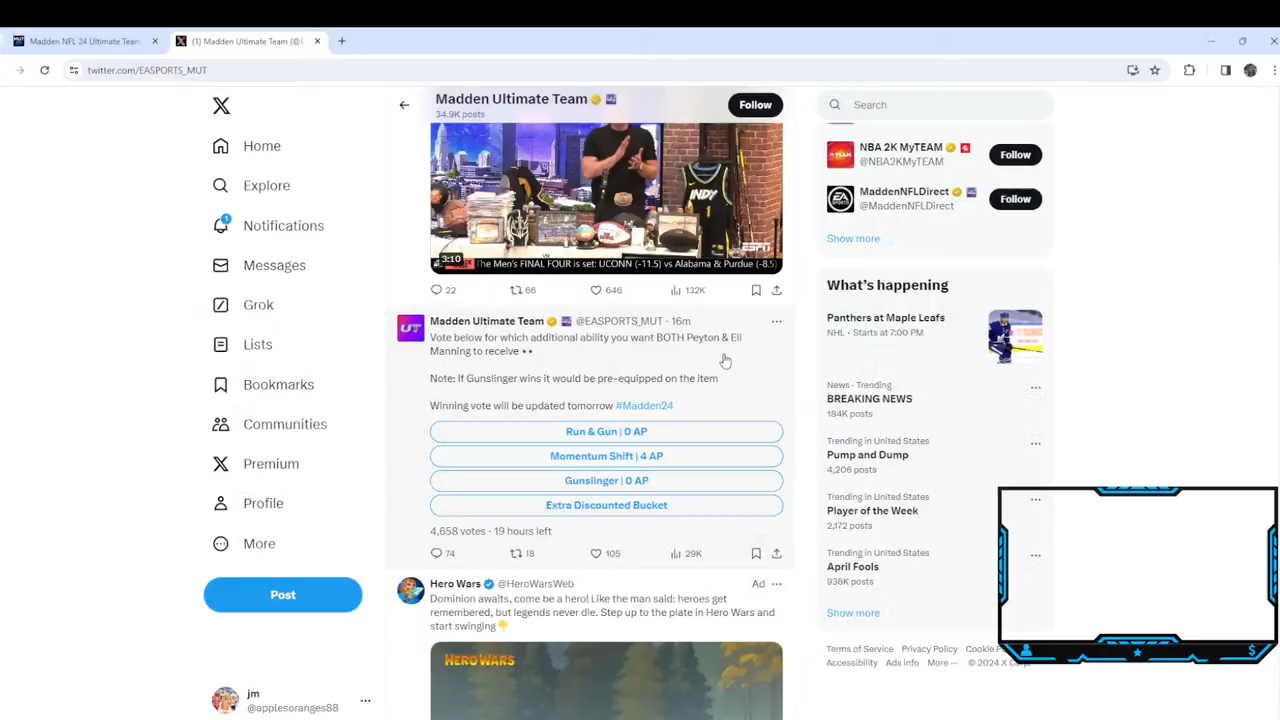 Madden NFL 24 Ultimate Team
(1) Madden Ultimate Team (@E
twitter.com/EASPORTS_MUT
Home
Explore
1
Notifications
Messages
Grok
Lists
Bookmarks
Communities
Premium
Profile
More
Post
jm
@applesoranges88
Madden Ultimate Team
34.9K posts
Follow
INDY
1
ESPN
3:10
The Men's FINAL FOUR is set: UCONN (-11.5) vs Alabama & Purdue (-8.5)
22
66
646
132K
UT
Madden Ultimate Team @EASPORTS_MUT · 16m
Vote below for which additional ability you want BOTH Peyton & Eli
Manning to receive 👀
Note: If Gunslinger wins it would be pre-equipped on the item
Winning vote will be updated tomorrow #Madden24
Run & Gun | 0 AP
Momentum Shift | 4 AP
Gunslinger | 0 AP
Extra Discounted Bucket
4,658 votes · 19 hours left
74
18
105
29K
Hero Wars @HeroWarsWeb
Ad
Dominion awaits, come be a hero! Like the man said: heroes get
remembered, but legends never die. Step up to the plate in Hero Wars and
start swinging👇
HEROWARS
Search
NBA 2K MyTEAM
@NBA2KMyTEAM
Follow
MaddenNFLDirect
@MaddenNFLDirect
Follow
Show more
What's happening
Panthers at Maple Leafs
NHL · Starts at 7:00 PM
News · Trending
BREAKING NEWS
184K posts
Trending in United States
Pump and Dump
4,206 posts
Trending in United States
Player of the Week
2,172 posts
Trending in United States
April Fools
936K posts
Show more
Terms of Service Privacy Policy Cookie Po
Accessibility Ads info More ··· © 2024 X Corp.